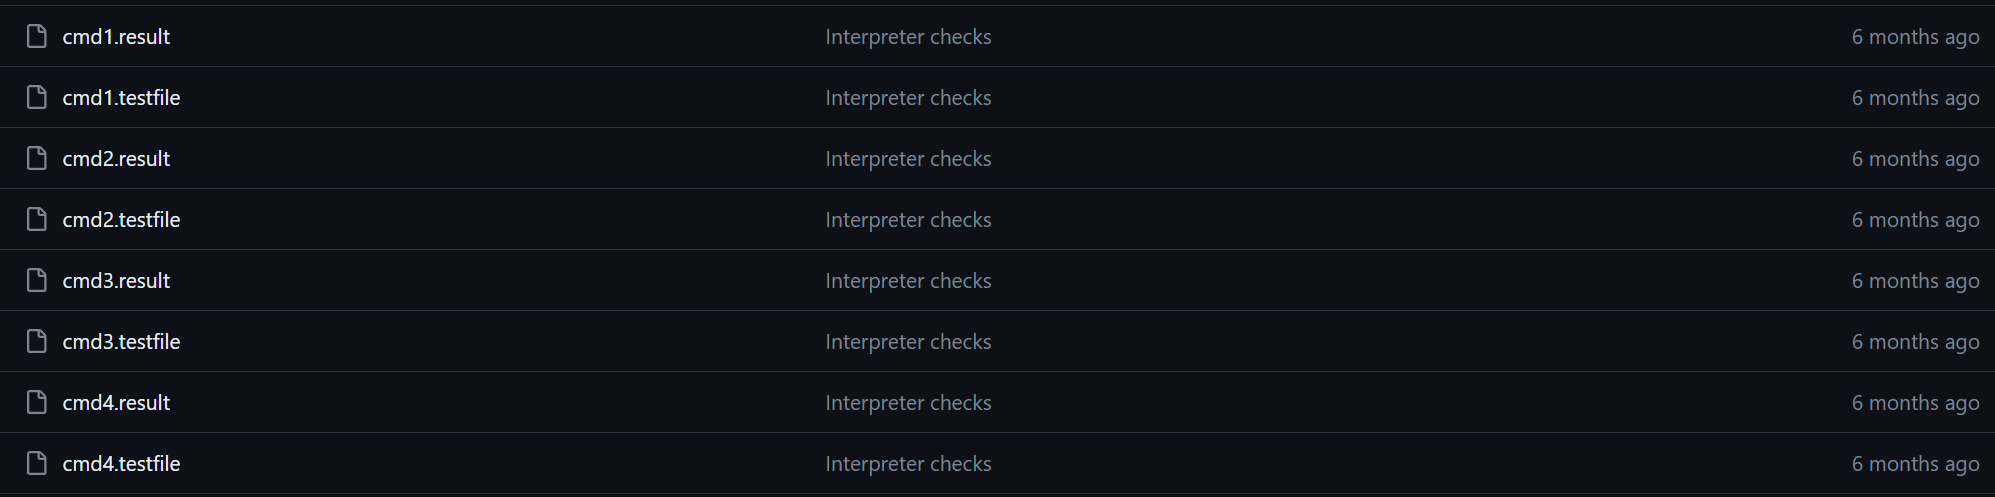 cmd1.result Interpreter checks 6 months ago
cmd1.testfile Interpreter checks 6 months ago
cmd2.result Interpreter checks 6 months ago
cmd2.testfile Interpreter checks 6 months ago
cmd3.result Interpreter checks 6 months ago
cmd3.testfile Interpreter checks 6 months ago
cmd4.result Interpreter checks 6 months ago
cmd4.testfile Interpreter checks 6 months ago